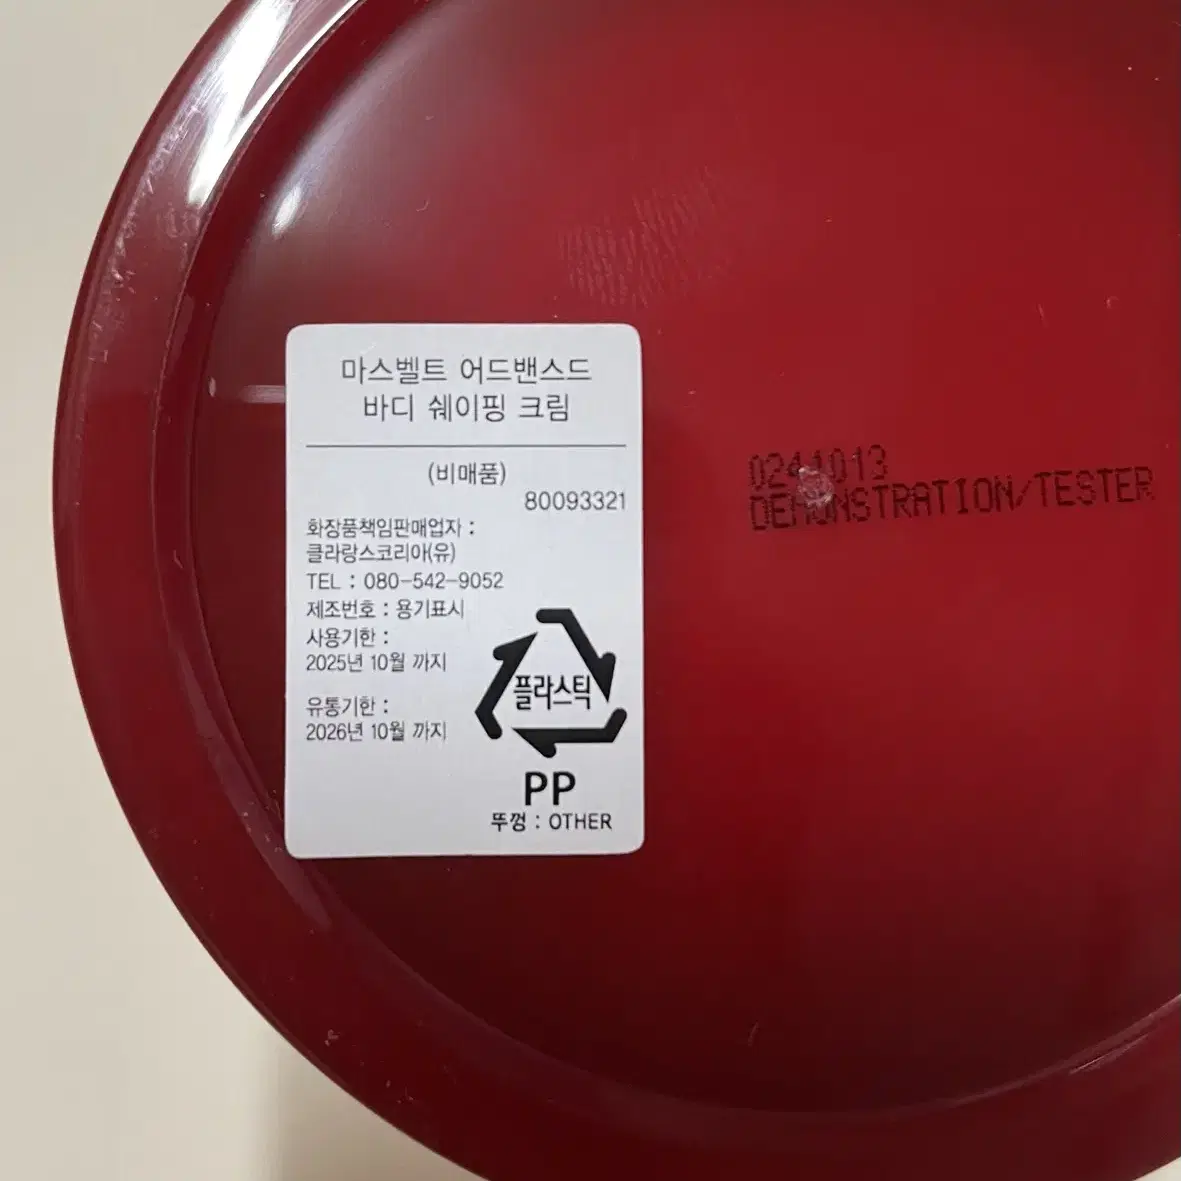 마스벨트 어드밴스드
바디 쉐이핑 크림
(비매품)
80093321
화장품책임판매업자 :
클라랑스코리아(유)
TEL : 080-542-9052
제조번호 : 용기표시
사용기한 :
2025년 10월 까지
유통기한 :
2026년 10월 까지
플라스틱
PP
뚜껑 : OTHER
0241013
DEMONSTRATION/TESTER